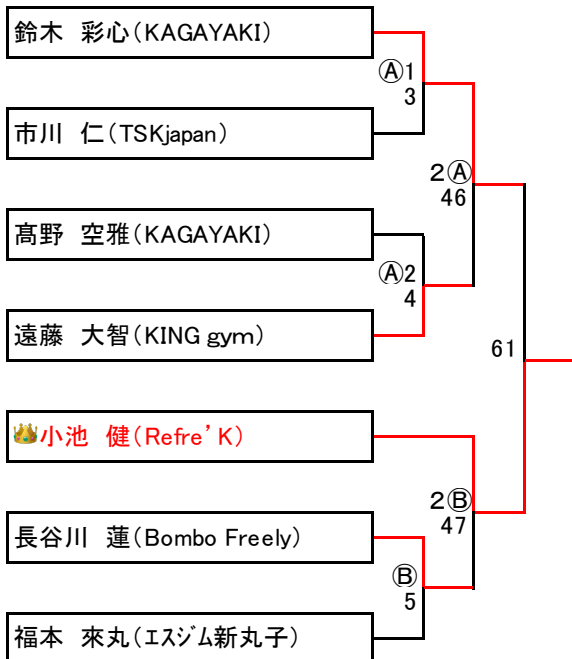 鈴木　彩心(KAGAYAKI)
Ⓐ1
3
市川　仁(TSKjapan)
2Ⓐ
46
髙野　空雅(KAGAYAKI)
Ⓐ2
4
遠藤　大智(KING gym)
61
小池　健(Refre’K)
2Ⓑ
47
長谷川　蓮(Bombo Freely)
Ⓑ
5
福本　來丸(ｴｽｼﾞﾑ新丸子)